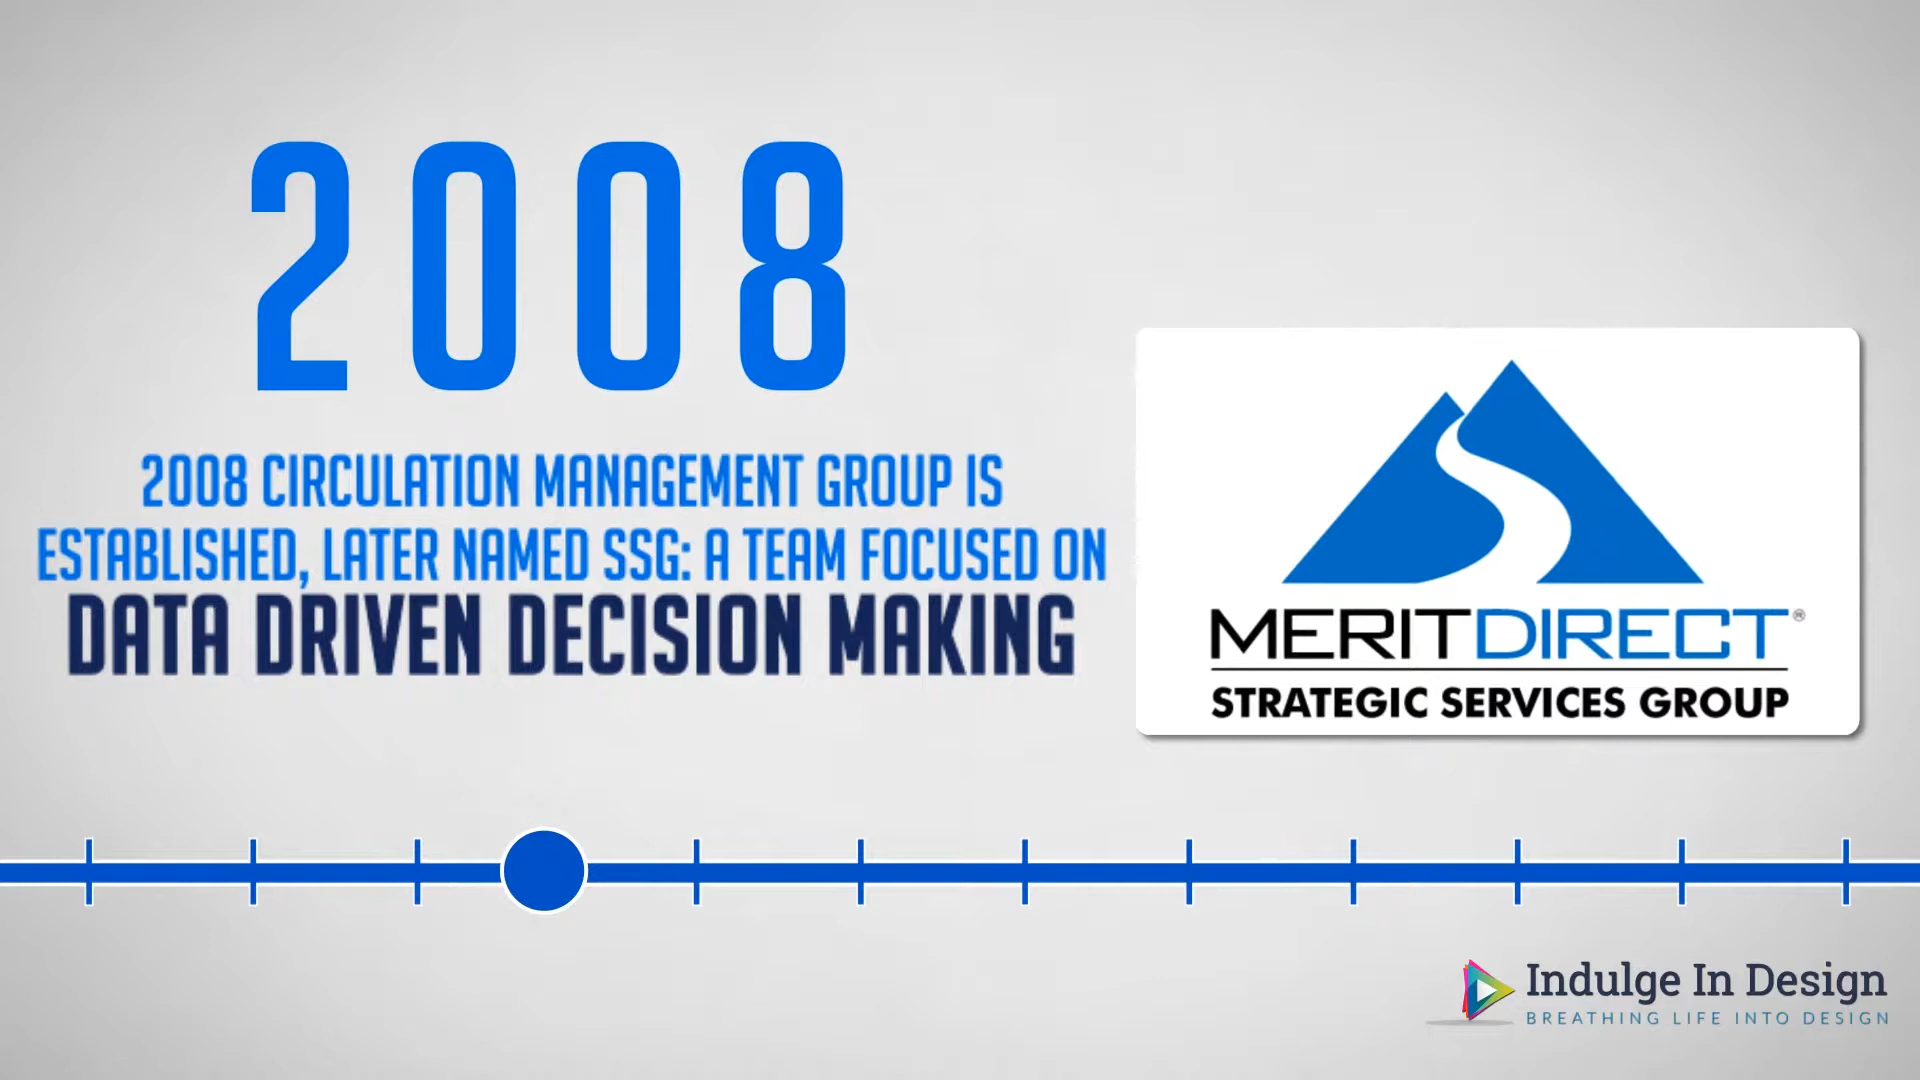 2008
2008 CIRCULATION MANAGEMENT GROUP IS
ESTABLISHED, LATER NAMED SSG: A TEAM FOCUSED ON
DATA DRIVEN DECISION MAKING
MERITDIRECT®
STRATEGIC SERVICES GROUP
Indulge In Design
BREATHING LIFE INTO DESIGN